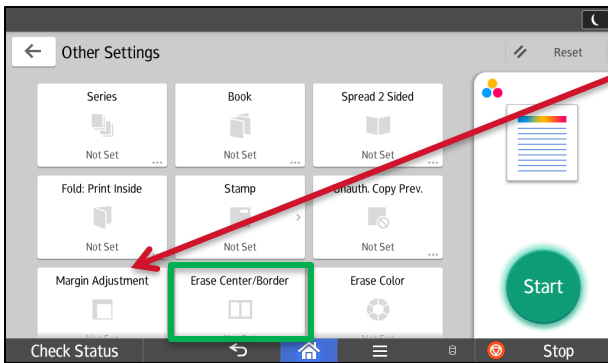 Other Settings
Reset
Series
Book
Spread 2 Sided
Not Set
Not Set
Not Set
Fold: Print Inside
Stamp
Unauth. Copy Prev.
Not Set
Not Set
Not Set
Margin Adjustment
Erase Center/Border
Erase Color
Start
Check Status
Stop